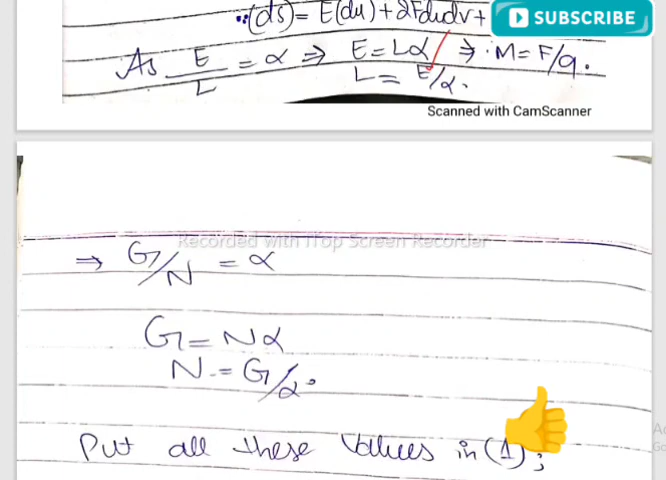 ∵ (ds)= E(du)+2Fdudv+
SUBSCRIBE
As E/L = α ⇒ E=Lα ⇒ M= F/q.
L= E/α.
Scanned with CamScanner
Recorded with iTop Screen Recorder
⇒ G/N = α
G=Nα
N.= G/α.
Put all these Values in (1);